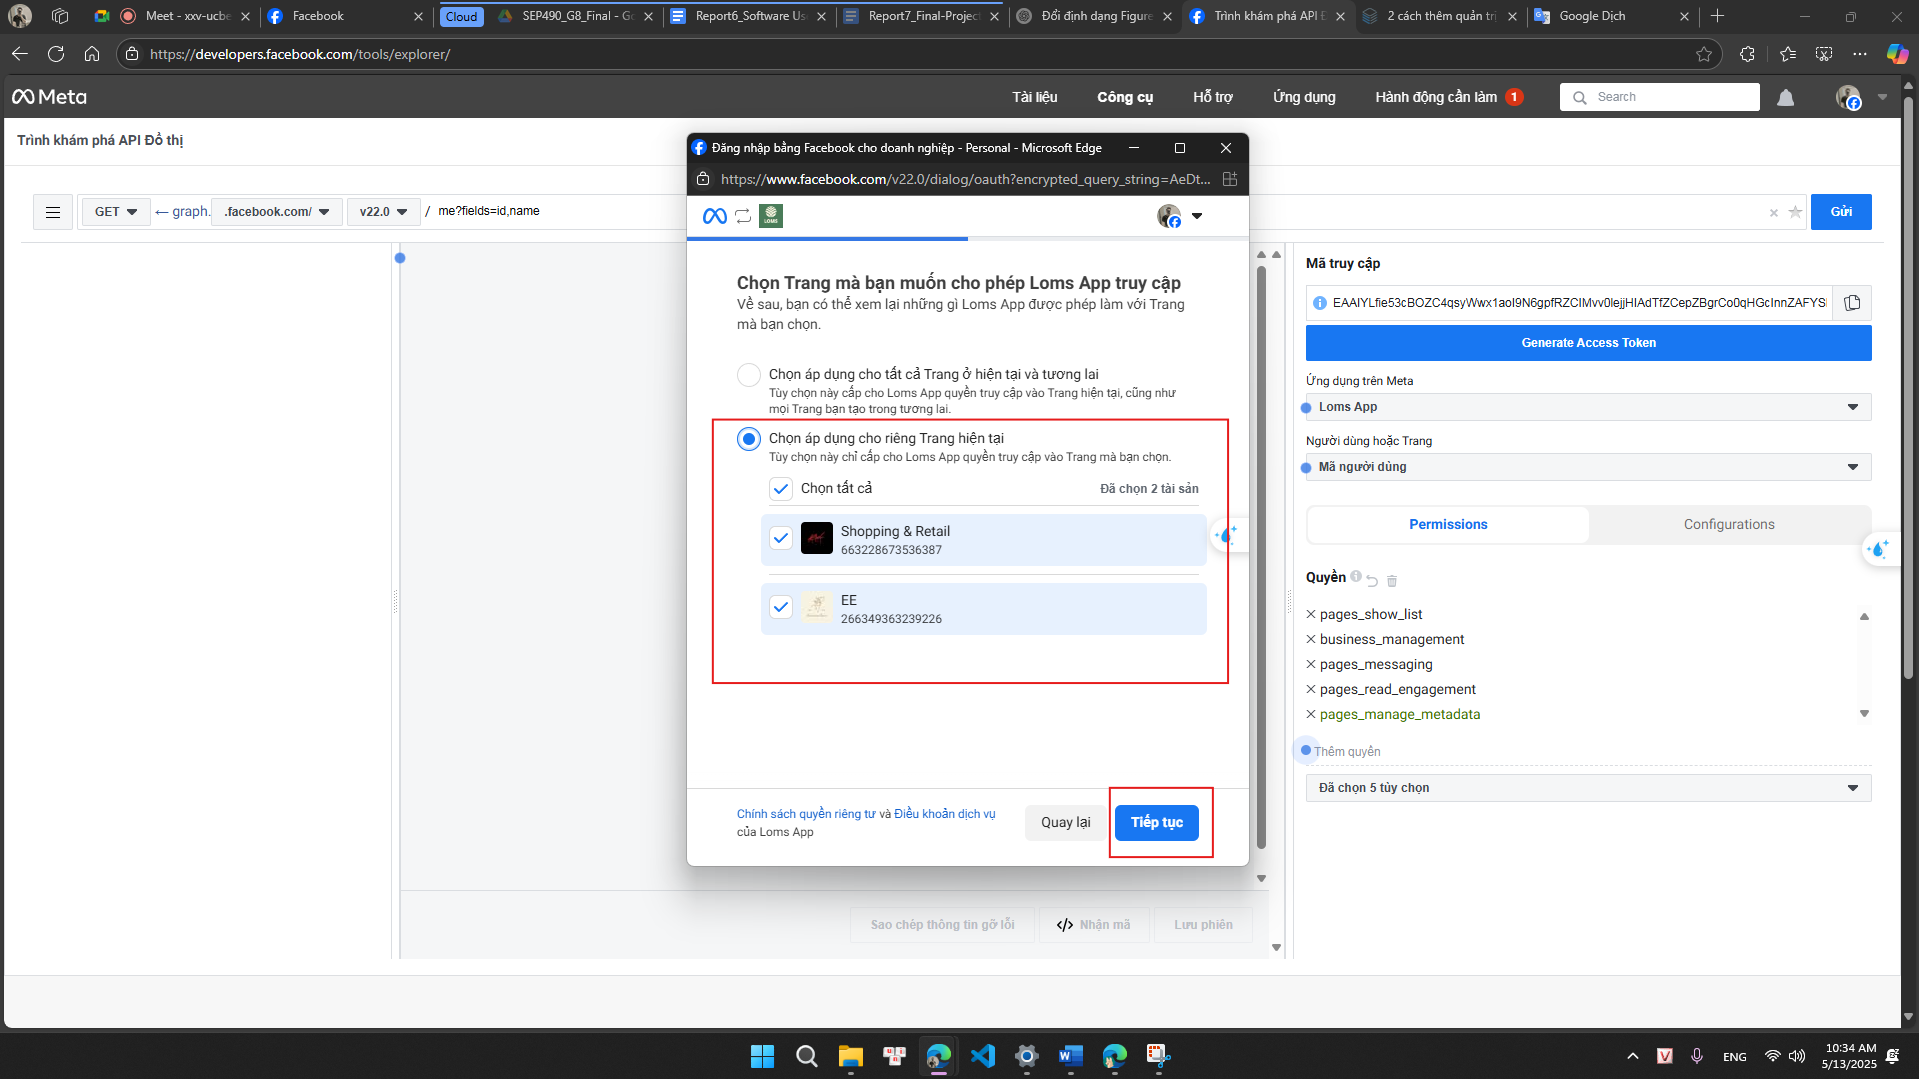 Meet - xxv-ucbe
Facebook
Cloud
SEP490_G8_Final - Go
Report6_Software Us
Report7_Final-Project
Đổi định dạng Figure
Trình khám phá API Đ
2 cách thêm quản trị
Google Dịch
https://developers.facebook.com/tools/explorer/
Meta
Tài liệu
Công cụ
Hỗ trợ
Ứng dụng
Hành động cần làm
1
Search
Trình khám phá API Đồ thị
GET
graph.
.facebook.com/
v22.0
/
me?fields=id,name
Gửi
Đăng nhập bằng Facebook cho doanh nghiệp - Personal - Microsoft Edge
https://www.facebook.com/v22.0/dialog/oauth?encrypted_query_string=AeDt...
LOMS
Chọn Trang mà bạn muốn cho phép Loms App truy cập
Về sau, bạn có thể xem lại những gì Loms App được phép làm với Trang
mà bạn chọn.
Chọn áp dụng cho tất cả Trang ở hiện tại và tương lai
Tùy chọn này cấp cho Loms App quyền truy cập vào Trang hiện tại, cũng như
mọi Trang bạn tạo trong tương lai.
Chọn áp dụng cho riêng Trang hiện tại
Tùy chọn này chỉ cấp cho Loms App quyền truy cập vào Trang mà bạn chọn.
Chọn tất cả
Đã chọn 2 tài sản
Shopping & Retail
663228673536387
EE
266349363239226
Chính sách quyền riêng tư và Điều khoản dịch vụ
của Loms App
Quay lại
Tiếp tục
Sao chép thông tin gỡ lỗi
</> Nhận mã
Lưu phiên
Mã truy cập
Generate Access Token
Ứng dụng trên Meta
Loms App
Người dùng hoặc Trang
Mã người dùng
Permissions
Configurations
Quyền
pages_show_list
business_management
pages_messaging
pages_read_engagement
pages_manage_metadata
Thêm quyền
Đã chọn 5 tùy chọn
ENG
10:34 AM
5/13/2025